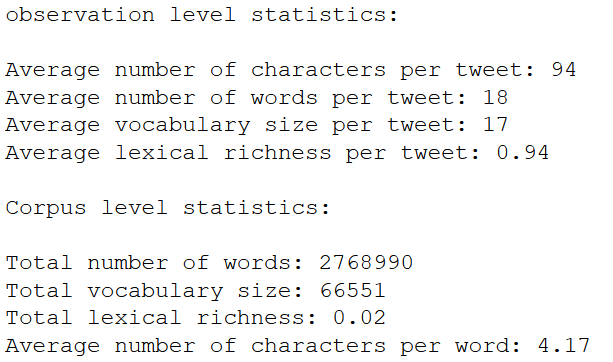 observation level statistics:
Average number of characters per tweet: 94
Average number of words per tweet: 18
Average vocabulary size per tweet: 17
Average lexical richness per tweet: 0.94
Corpus level statistics:
Total number of words: 2768990
Total vocabulary size: 66551
Total lexical richness: 0.02
Average number of characters per word: 4.17